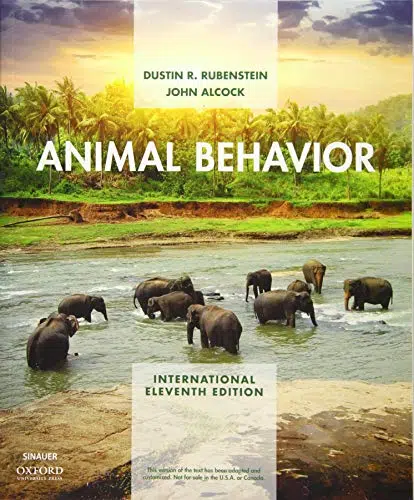 DUSTIN R. RUBENSTEIN
JOHN ALCOCK
ANIMAL BEHAVIOR
INTERNATIONAL
ELEVENTH EDITION
SINAUER
OXFORD
UNIVERSITY PRESS
This version of the text has been adapted and
customized. Not for sale in the U.S.A. or Canada.